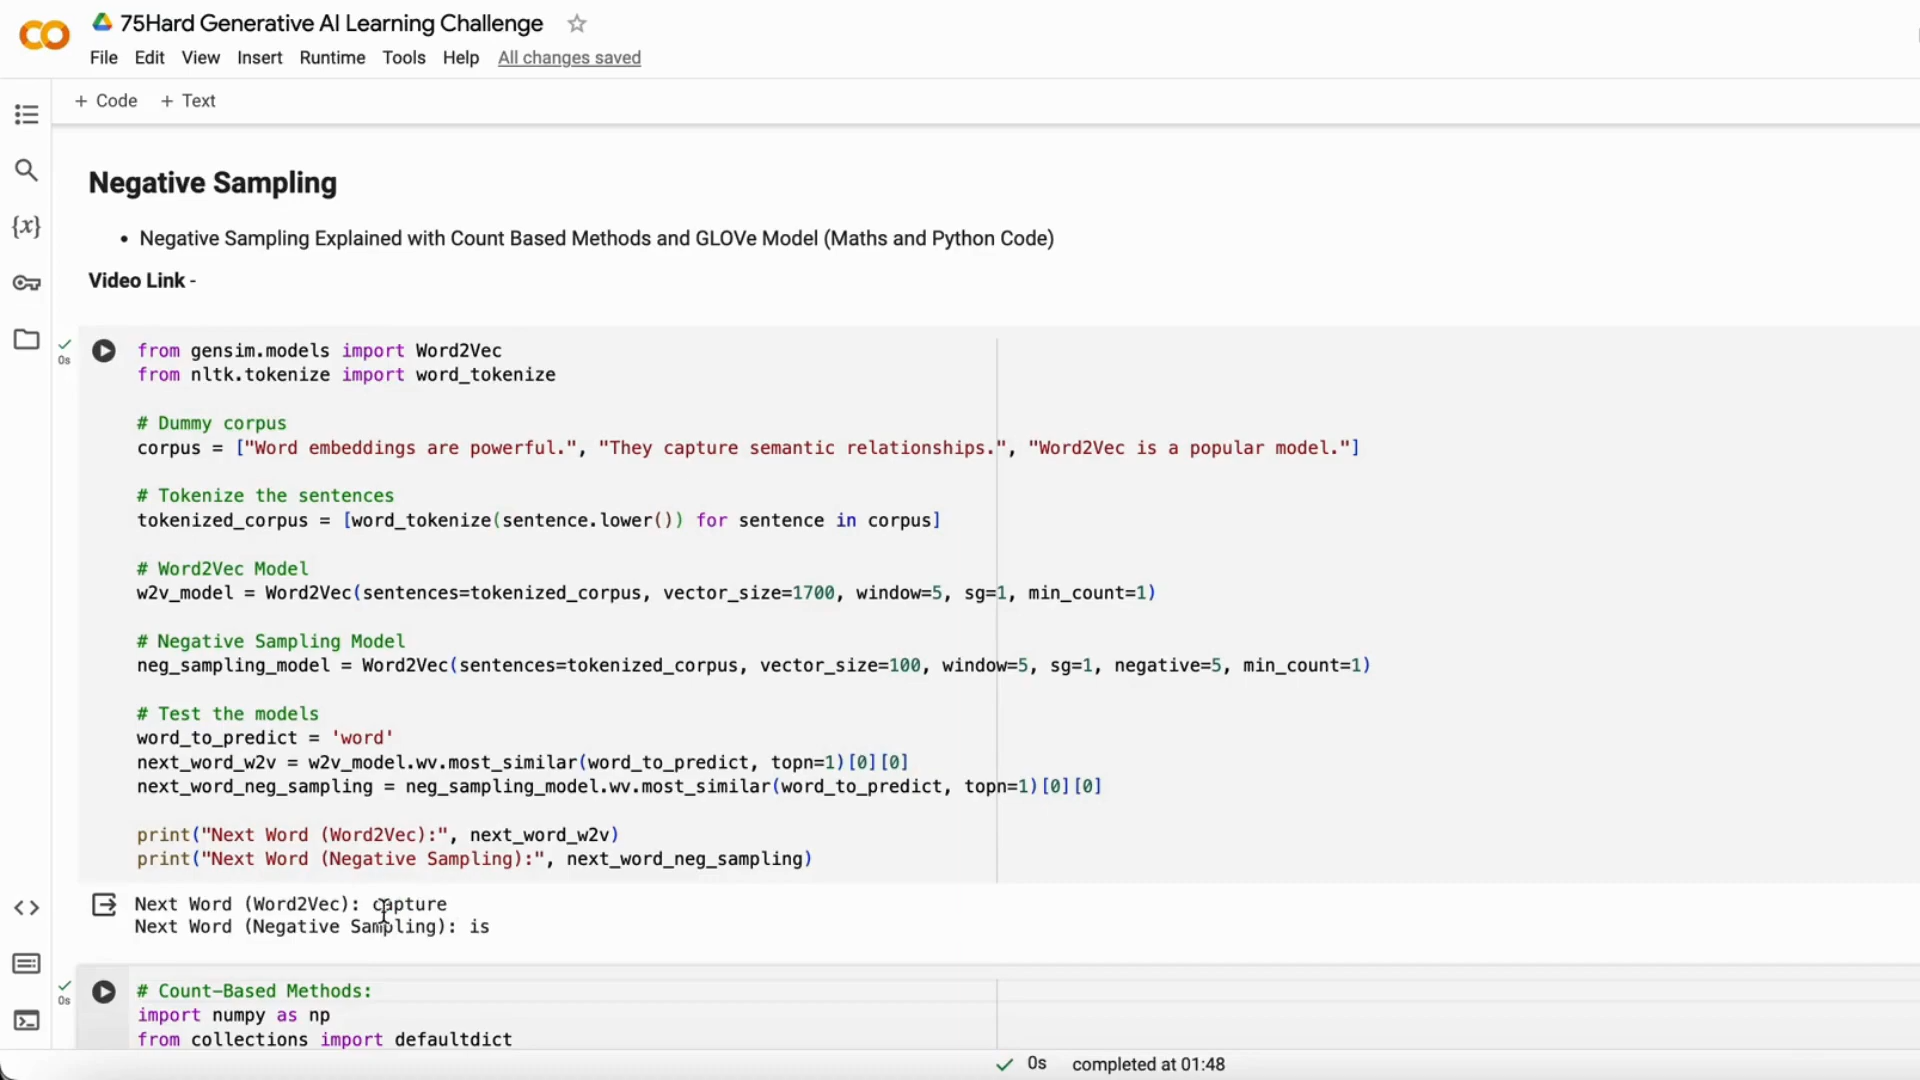 75Hard Generative AI Learning Challenge
File Edit View Insert Runtime Tools Help All changes saved
+ Code + Text
Negative Sampling
• Negative Sampling Explained with Count Based Methods and GLOVe Model (Maths and Python Code)
Video Link -
0s
from gensim.models import Word2Vec
from nltk.tokenize import word_tokenize
# Dummy corpus
corpus = ["Word embeddings are powerful.", "They capture semantic relationships.", "Word2Vec is a popular model."]
# Tokenize the sentences
tokenized_corpus = [word_tokenize(sentence.lower()) for sentence in corpus]
# Word2Vec Model
w2v_model = Word2Vec(sentences=tokenized_corpus, vector_size=1700, window=5, sg=1, min_count=1)
# Negative Sampling Model
neg_sampling_model = Word2Vec(sentences=tokenized_corpus, vector_size=100, window=5, sg=1, negative=5, min_count=1)
# Test the models
word_to_predict = 'word'
next_word_w2v = w2v_model.wv.most_similar(word_to_predict, topn=1)[0][0]
next_word_neg_sampling = neg_sampling_model.wv.most_similar(word_to_predict, topn=1)[0][0]
print("Next Word (Word2Vec):", next_word_w2v)
print("Next Word (Negative Sampling):", next_word_neg_sampling)
Next Word (Word2Vec): capture
Next Word (Negative Sampling): is
0s
# Count-Based Methods:
import numpy as np
from collections import defaultdict
0s completed at 01:48